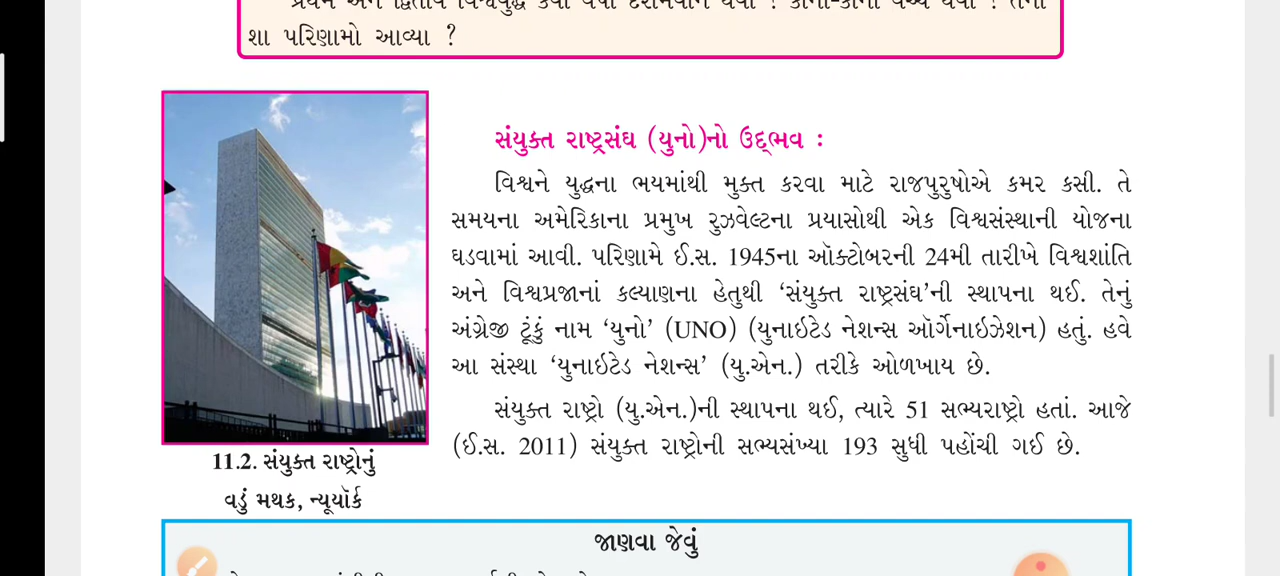 શા પરિણામો આવ્યા ?
સંયુક્ત રાષ્ટ્રસંઘ (યુનો)નો ઉદ્ભવ :
વિશ્વને યુદ્ધના ભયમાંથી મુક્ત કરવા માટે રાજપુરુષોએ કમર કસી. તે
સમયના અમેરિકાના પ્રમુખ રુઝવેલ્ટના પ્રયાસોથી એક વિશ્વસંસ્થાની યોજના
ઘડવામાં આવી. પરિણામે ઈ.સ. 1945ના ઑક્ટોબરની 24મી તારીખે વિશ્વશાંતિ
અને વિશ્વપ્રજાનાં કલ્યાણના હેતુથી ‘સંયુક્ત રાષ્ટ્રસંઘ’ની સ્થાપના થઈ. તેનું
અંગ્રેજી ટૂંકું નામ ‘યુનો’ (UNO) (યુનાઇટેડ નેશન્સ ઑર્ગેનાઇઝેશન) હતું. હવે
આ સંસ્થા ‘યુનાઇટેડ નેશન્સ’ (યુ.એન.) તરીકે ઓળખાય છે.
સંયુક્ત રાષ્ટ્રો (યુ.એન.)ની સ્થાપના થઈ, ત્યારે 51 સભ્યરાષ્ટ્રો હતાં. આજે
(ઈ.સ. 2011) સંયુક્ત રાષ્ટ્રોની સભ્યસંખ્યા 193 સુધી પહોંચી ગઈ છે.
11.2. સંયુક્ત રાષ્ટ્રોનું
વડું મથક, ન્યૂયૉર્ક
જાણવા જેવું